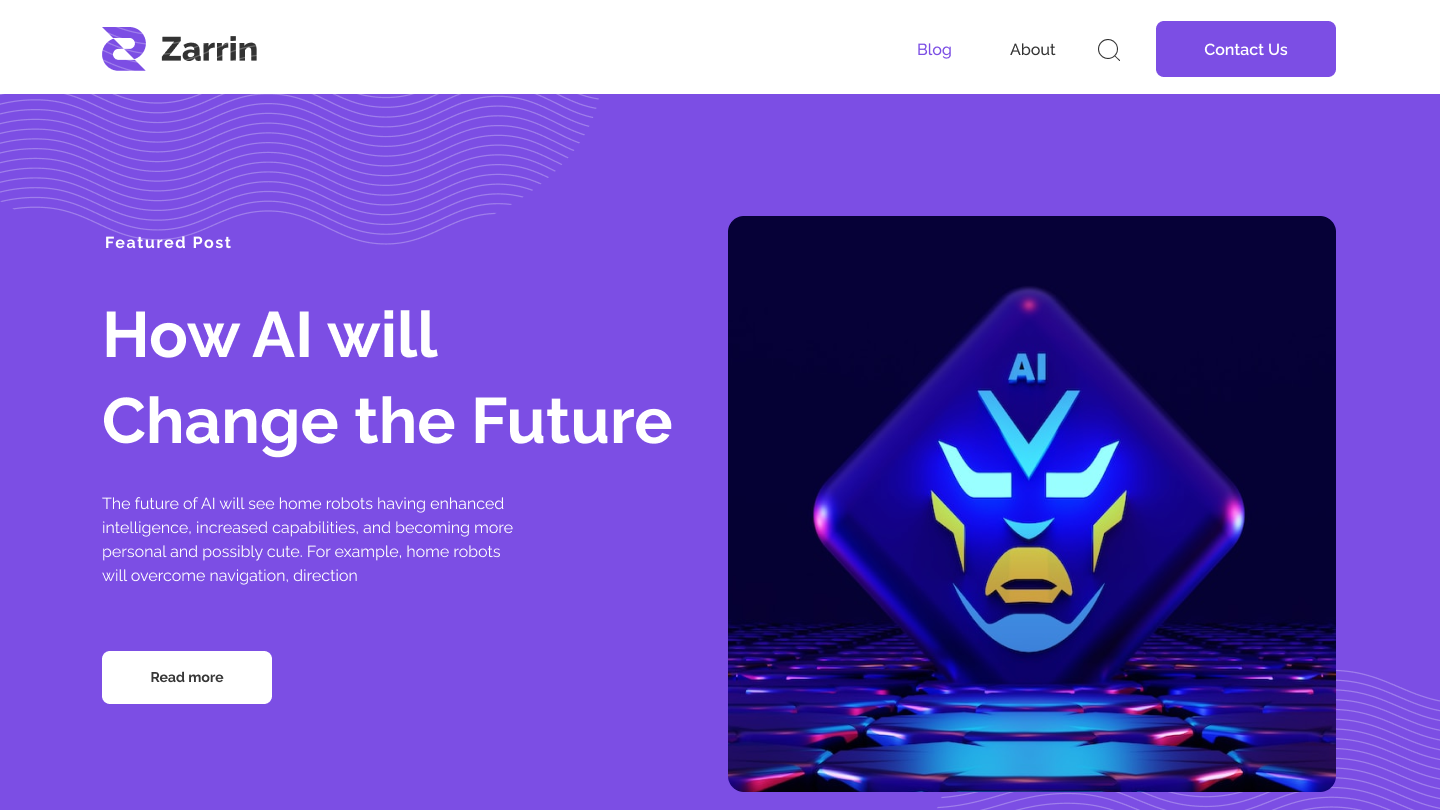 Zarrin
Blog
About
Contact Us
Featured Post
How AI will
Change the Future
The future of AI will see home robots having enhanced
intelligence, increased capabilities, and becoming more
personal and possibly cute. For example, home robots
will overcome navigation, direction
Read more
AI